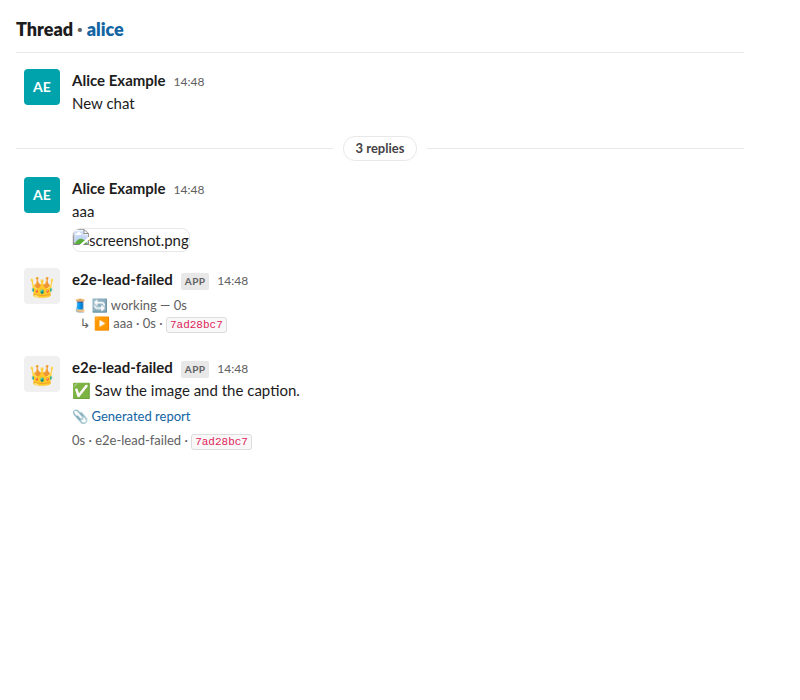 Thread · alice
AE
Alice Example 14:48
New chat
3 replies
AE
Alice Example 14:48
aaa
screenshot.png
e2e-lead-failed APP 14:48
🧵 🔄 working — 0s
↳ ▶️ aaa · 0s · 7ad28bc7
e2e-lead-failed APP 14:48
✅ Saw the image and the caption.
📎 Generated report
0s · e2e-lead-failed · 7ad28bc7